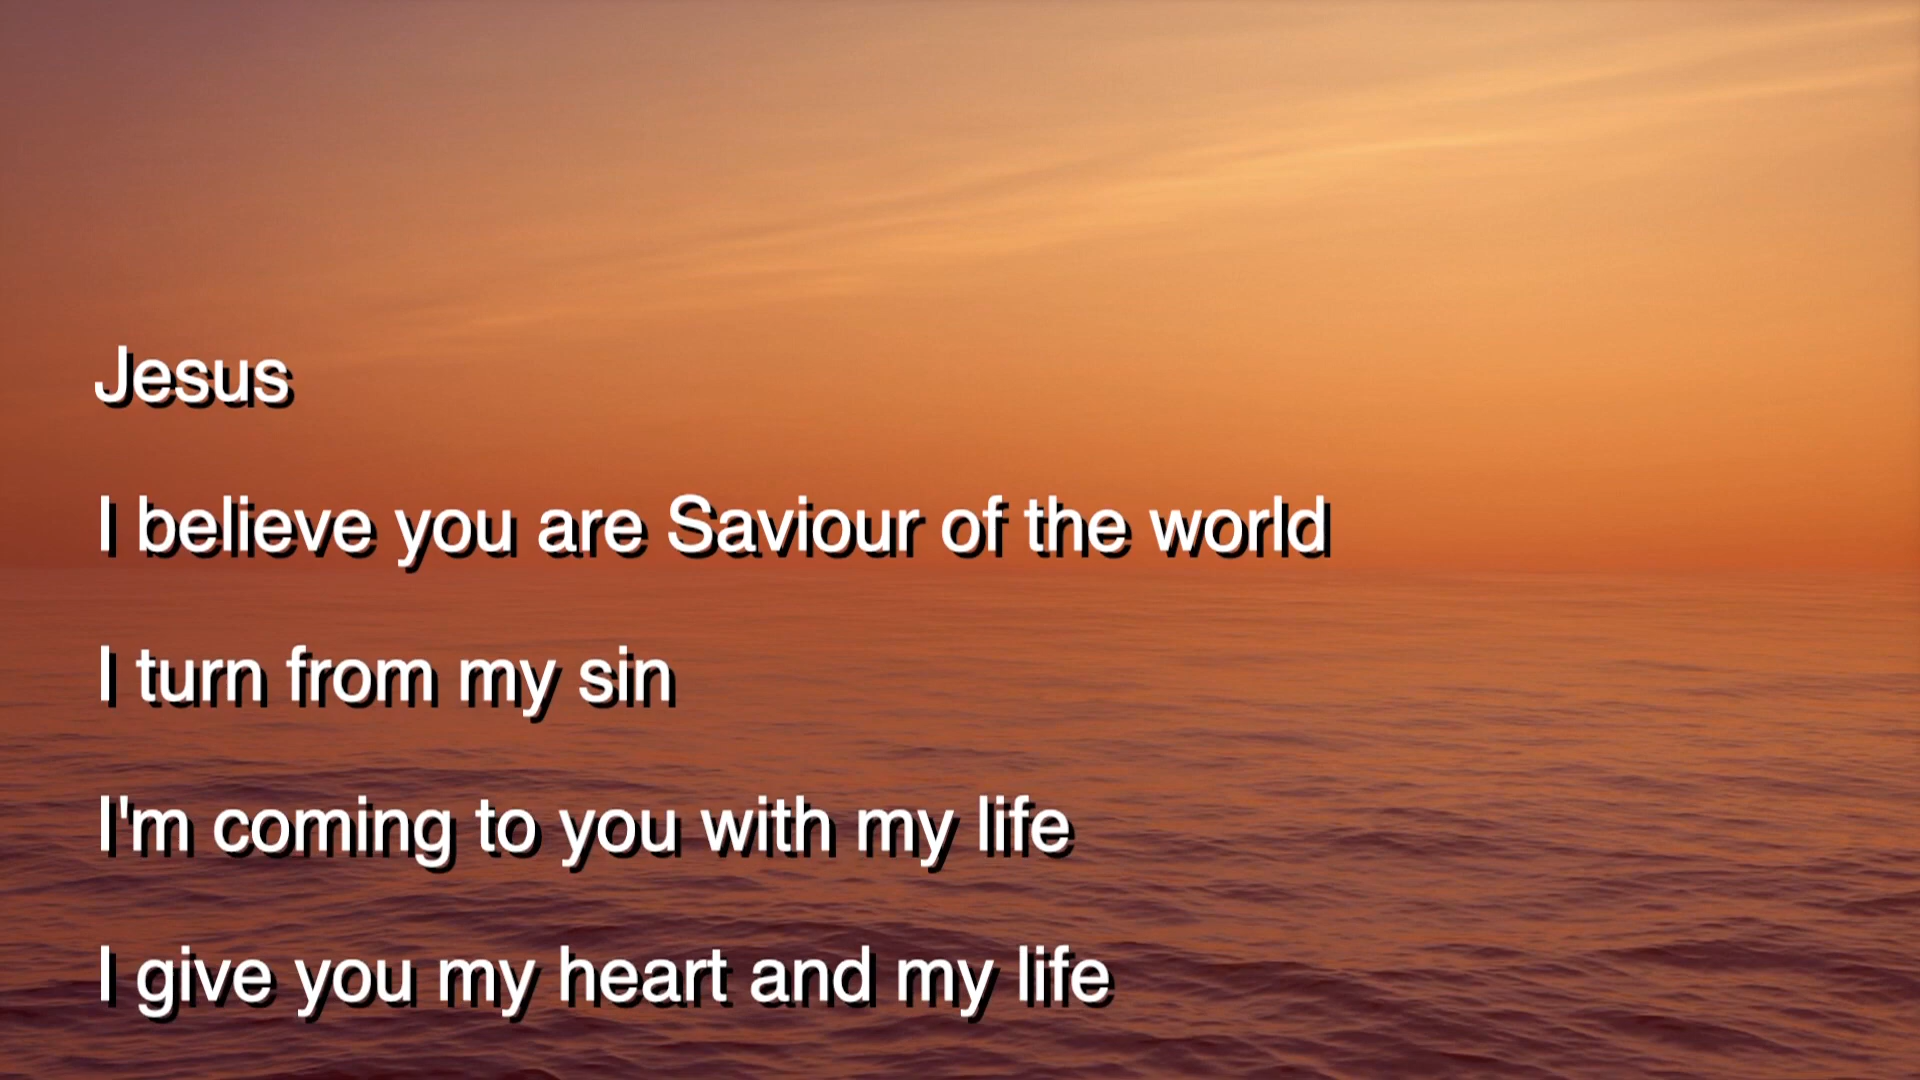 Jesus
I believe you are Saviour of the world
I turn from my sin
I'm coming to you with my life
I give you my heart and my life